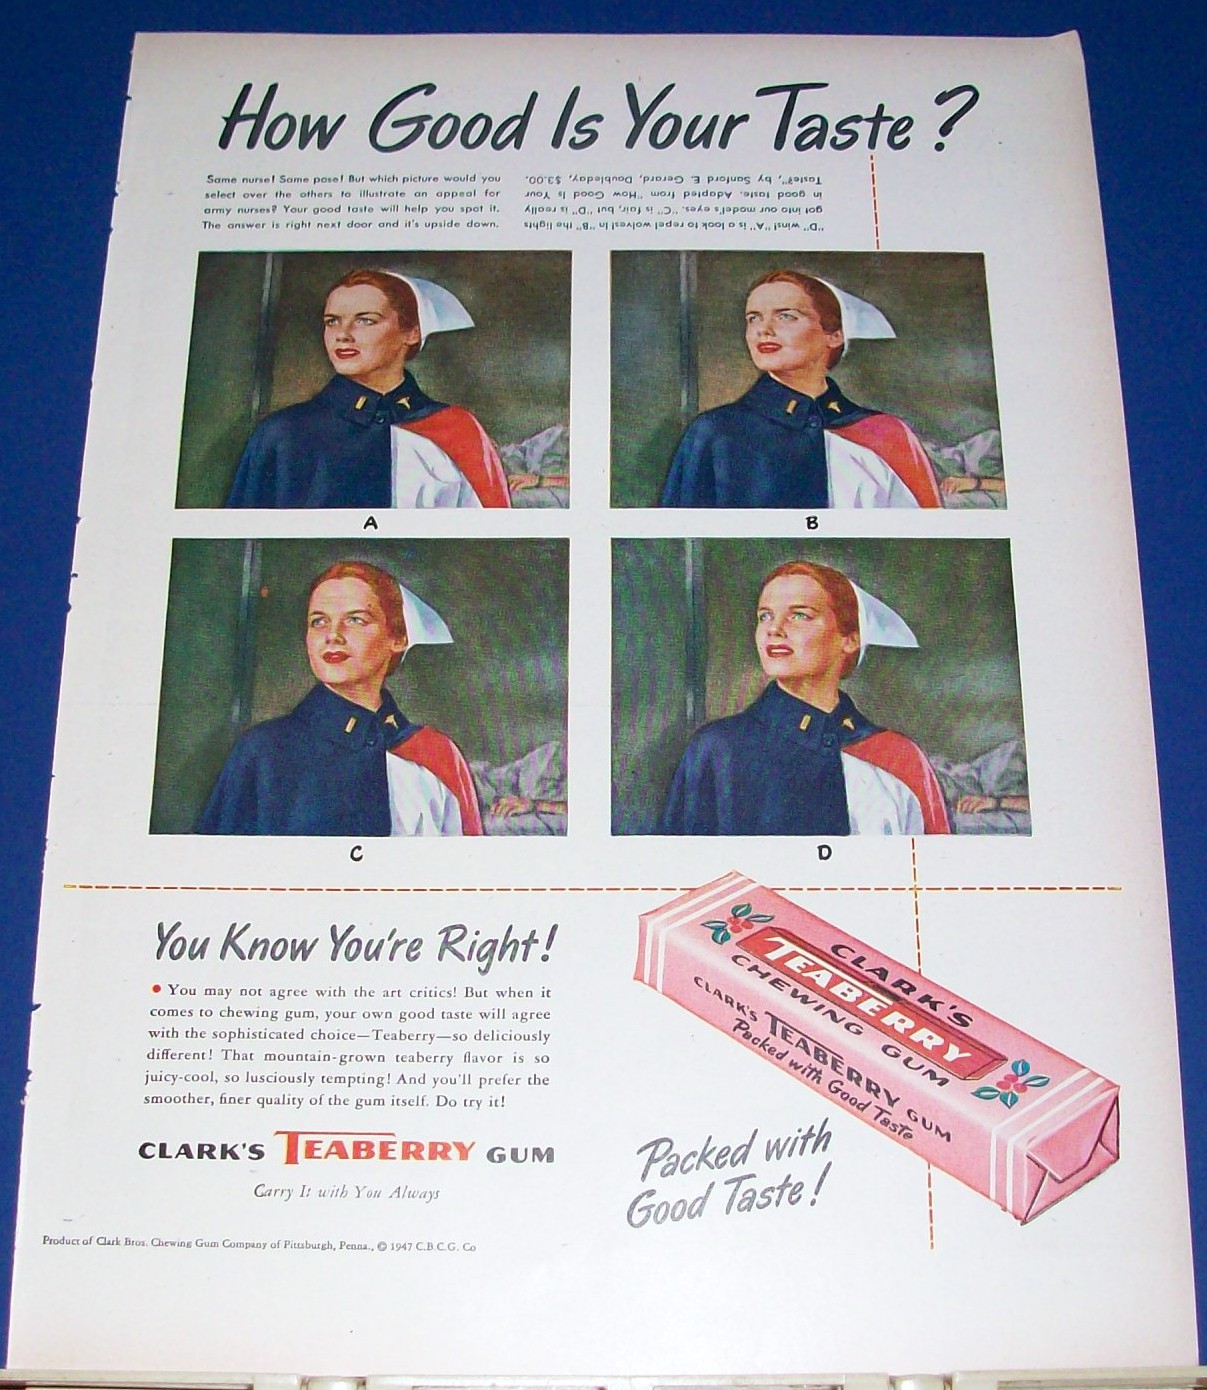 How Good Is Your Taste?
Same nurse! Same pose! But which picture would you
select over the others to illustrate an appeal for
army nurses? Your good taste will help you spot it.
The answer is right next door and it's upside down.
"D" wins! "A" is a look to repel wolves! In "B" the lights
got into our model's eyes. "C" is fair, but "D" is really
in good taste. Adapted from "How Good Is Your
Taste?", by Sanford E. Gerard, Doubleday, $3.00.
A
B
C
D
You Know You're Right!
• You may not agree with the art critics! But when it
comes to chewing gum, your own good taste will agree
with the sophisticated choice—Teaberry—so deliciously
different! That mountain-grown teaberry flavor is so
juicy-cool, so lusciously tempting! And you'll prefer the
smoother, finer quality of the gum itself. Do try it!
CLARK'S TEABERRY GUM
Carry It with You Always
CLARK'S
TEABERRY
CHEWING GUM
CLARK'S TEABERRY GUM
Packed with Good Taste
Packed with
Good Taste!
Product of Clark Bros. Chewing Gum Company of Pittsburgh, Penna., © 1947 C.B.C.G. Co